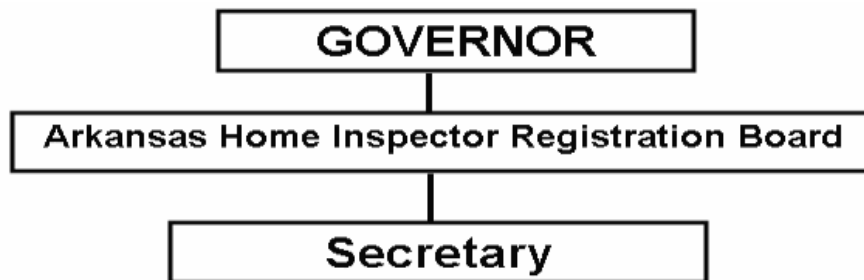 GOVERNOR
Arkansas Home Inspector Registration Board
Secretary